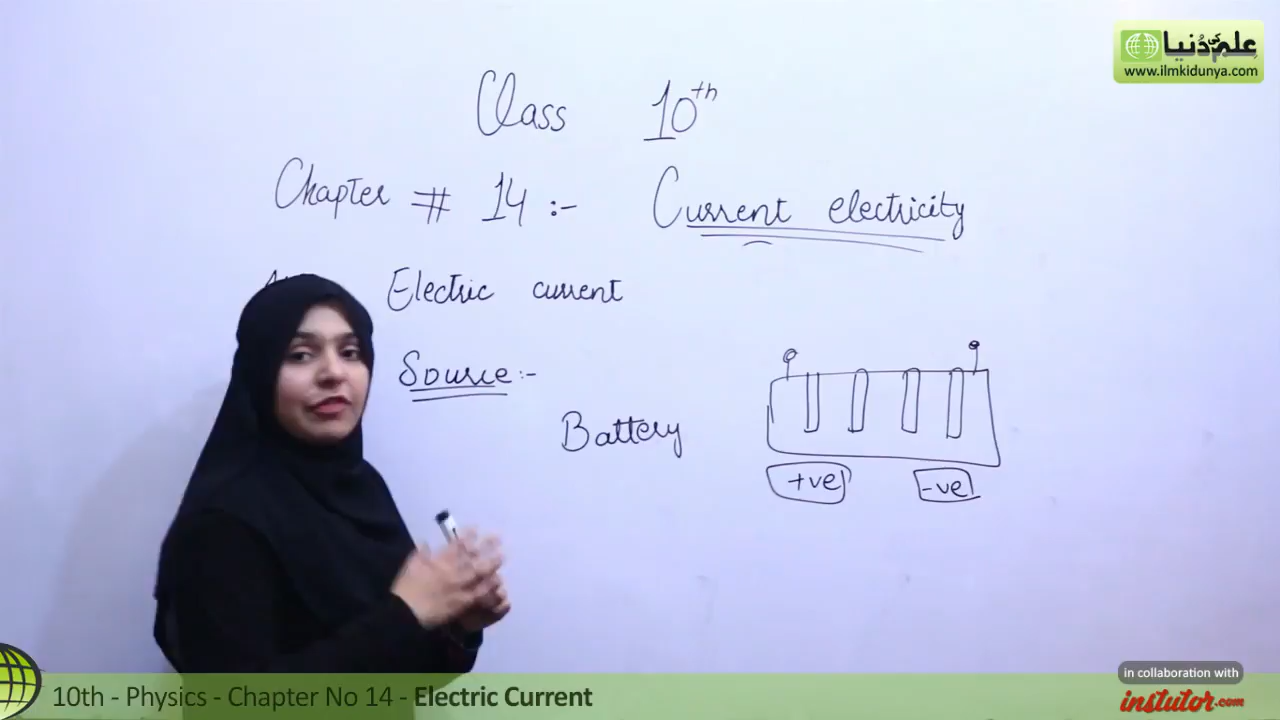 علم کی دُنیا
www.ilmkidunya.com
Class 10th
Chapter # 14 :- Current electricity
Electric current
Source:-
Battery
+ve -ve
in collaboration with
instutor.com
10th - Physics - Chapter No 14 - Electric Current